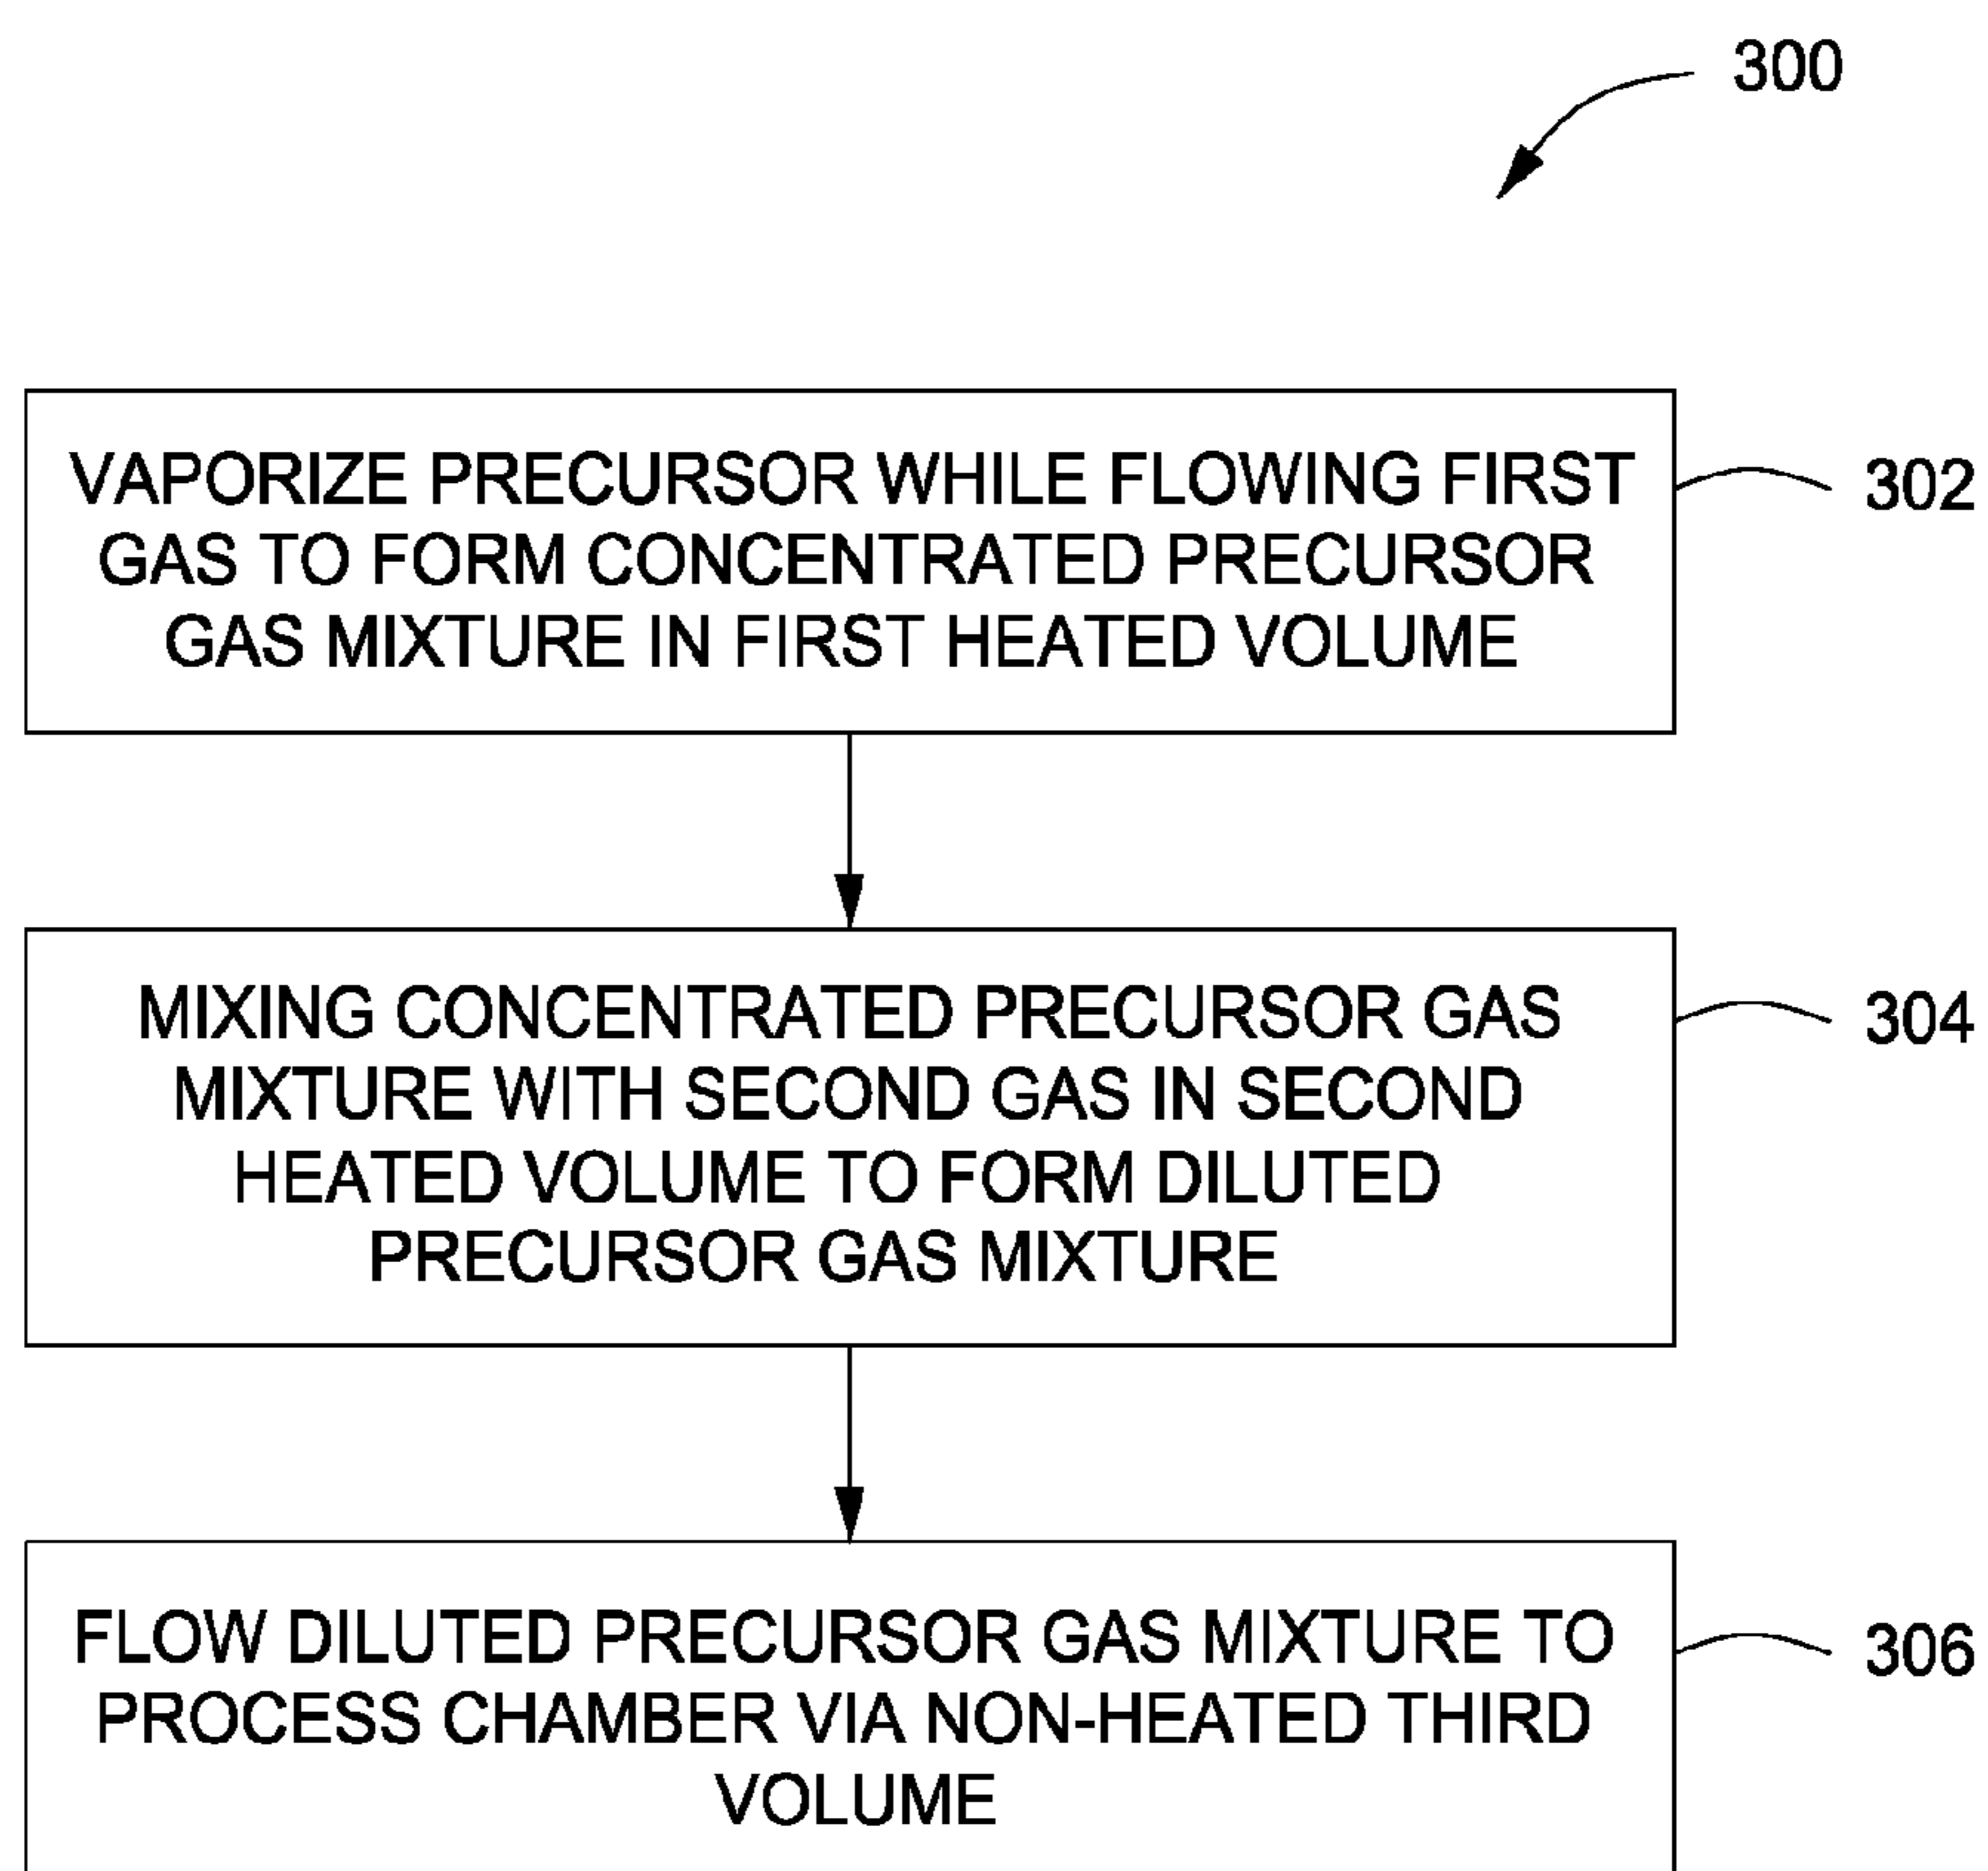 300
VAPORIZE PRECURSOR WHILE FLOWING FIRST
GAS TO FORM CONCENTRATED PRECURSOR
GAS MIXTURE IN FIRST HEATED VOLUME
302
MIXING CONCENTRATED PRECURSOR GAS
MIXTURE WITH SECOND GAS IN SECOND
HEATED VOLUME TO FORM DILUTED
PRECURSOR GAS MIXTURE
304
FLOW DILUTED PRECURSOR GAS MIXTURE TO
PROCESS CHAMBER VIA NON-HEATED THIRD
VOLUME
306